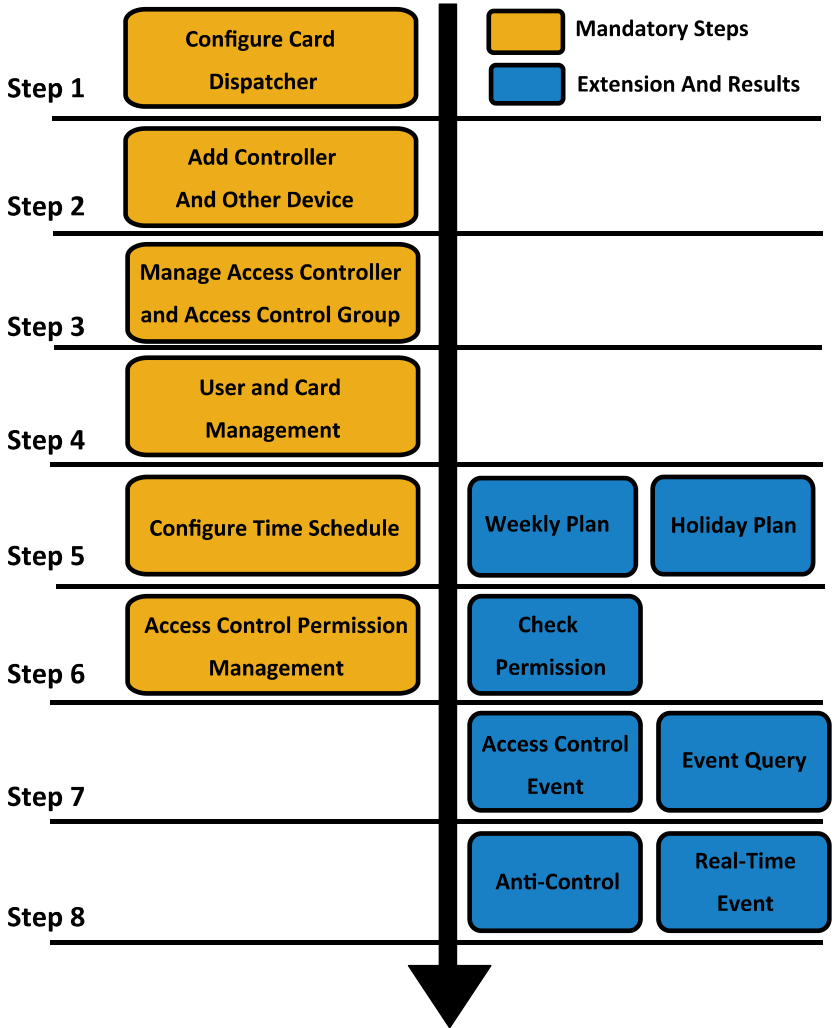 Configure Card
Dispatcher
Mandatory Steps
Extension And Results
Step 1
Add Controller
And Other Device
Step 2
Manage Access Controller
and Access Control Group
Step 3
User and Card
Management
Step 4
Configure Time Schedule
Weekly Plan
Holiday Plan
Step 5
Access Control Permission
Management
Check
Permission
Step 6
Access Control
Event
Event Query
Step 7
Anti-Control
Real-Time
Event
Step 8